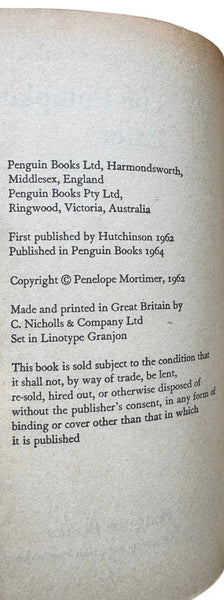 Penguin Books Ltd, Harmondsworth,
Middlesex, England
Penguin Books Pty Ltd,
Ringwood, Victoria, Australia
First published by Hutchinson 1962
Published in Penguin Books 1964
Copyright © Penelope Mortimer, 1962
Made and printed in Great Britain by
C. Nicholls & Company Ltd
Set in Linotype Granjon
This book is sold subject to the condition that
it shall not, by way of trade, be lent,
re-sold, hired out, or otherwise disposed of
without the publisher's consent, in any form of
binding or cover other than that in which
it is published